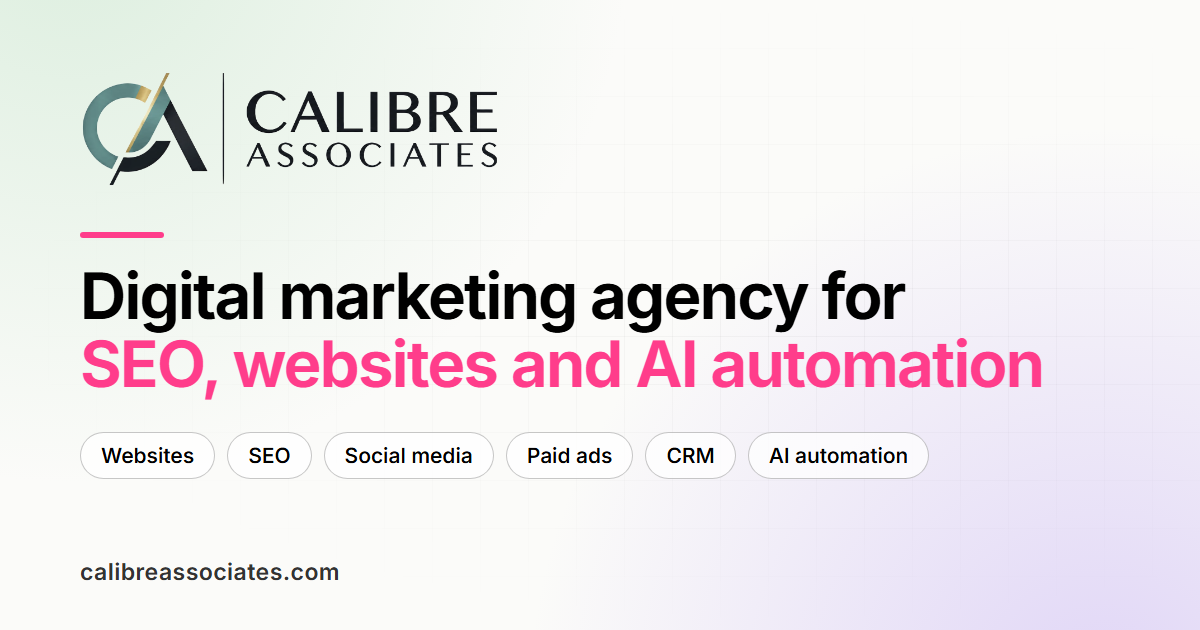 CA
CALIBRE
ASSOCIATES
Digital marketing agency for
SEO, websites and AI automation
Websites SEO Social media Paid ads CRM AI automation
calibreassociates.com